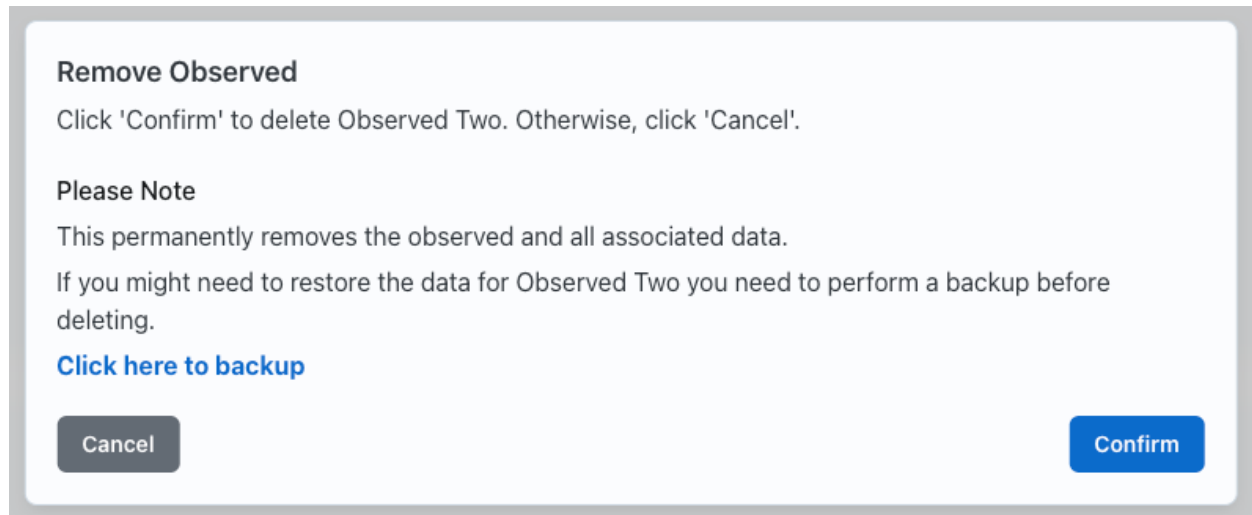 Remove Observed
Click 'Confirm' to delete Observed Two. Otherwise, click 'Cancel'.
Please Note
This permanently removes the observed and all associated data.
If you might need to restore the data for Observed Two you need to perform a backup before
deleting.
Click here to backup
Cancel
Confirm